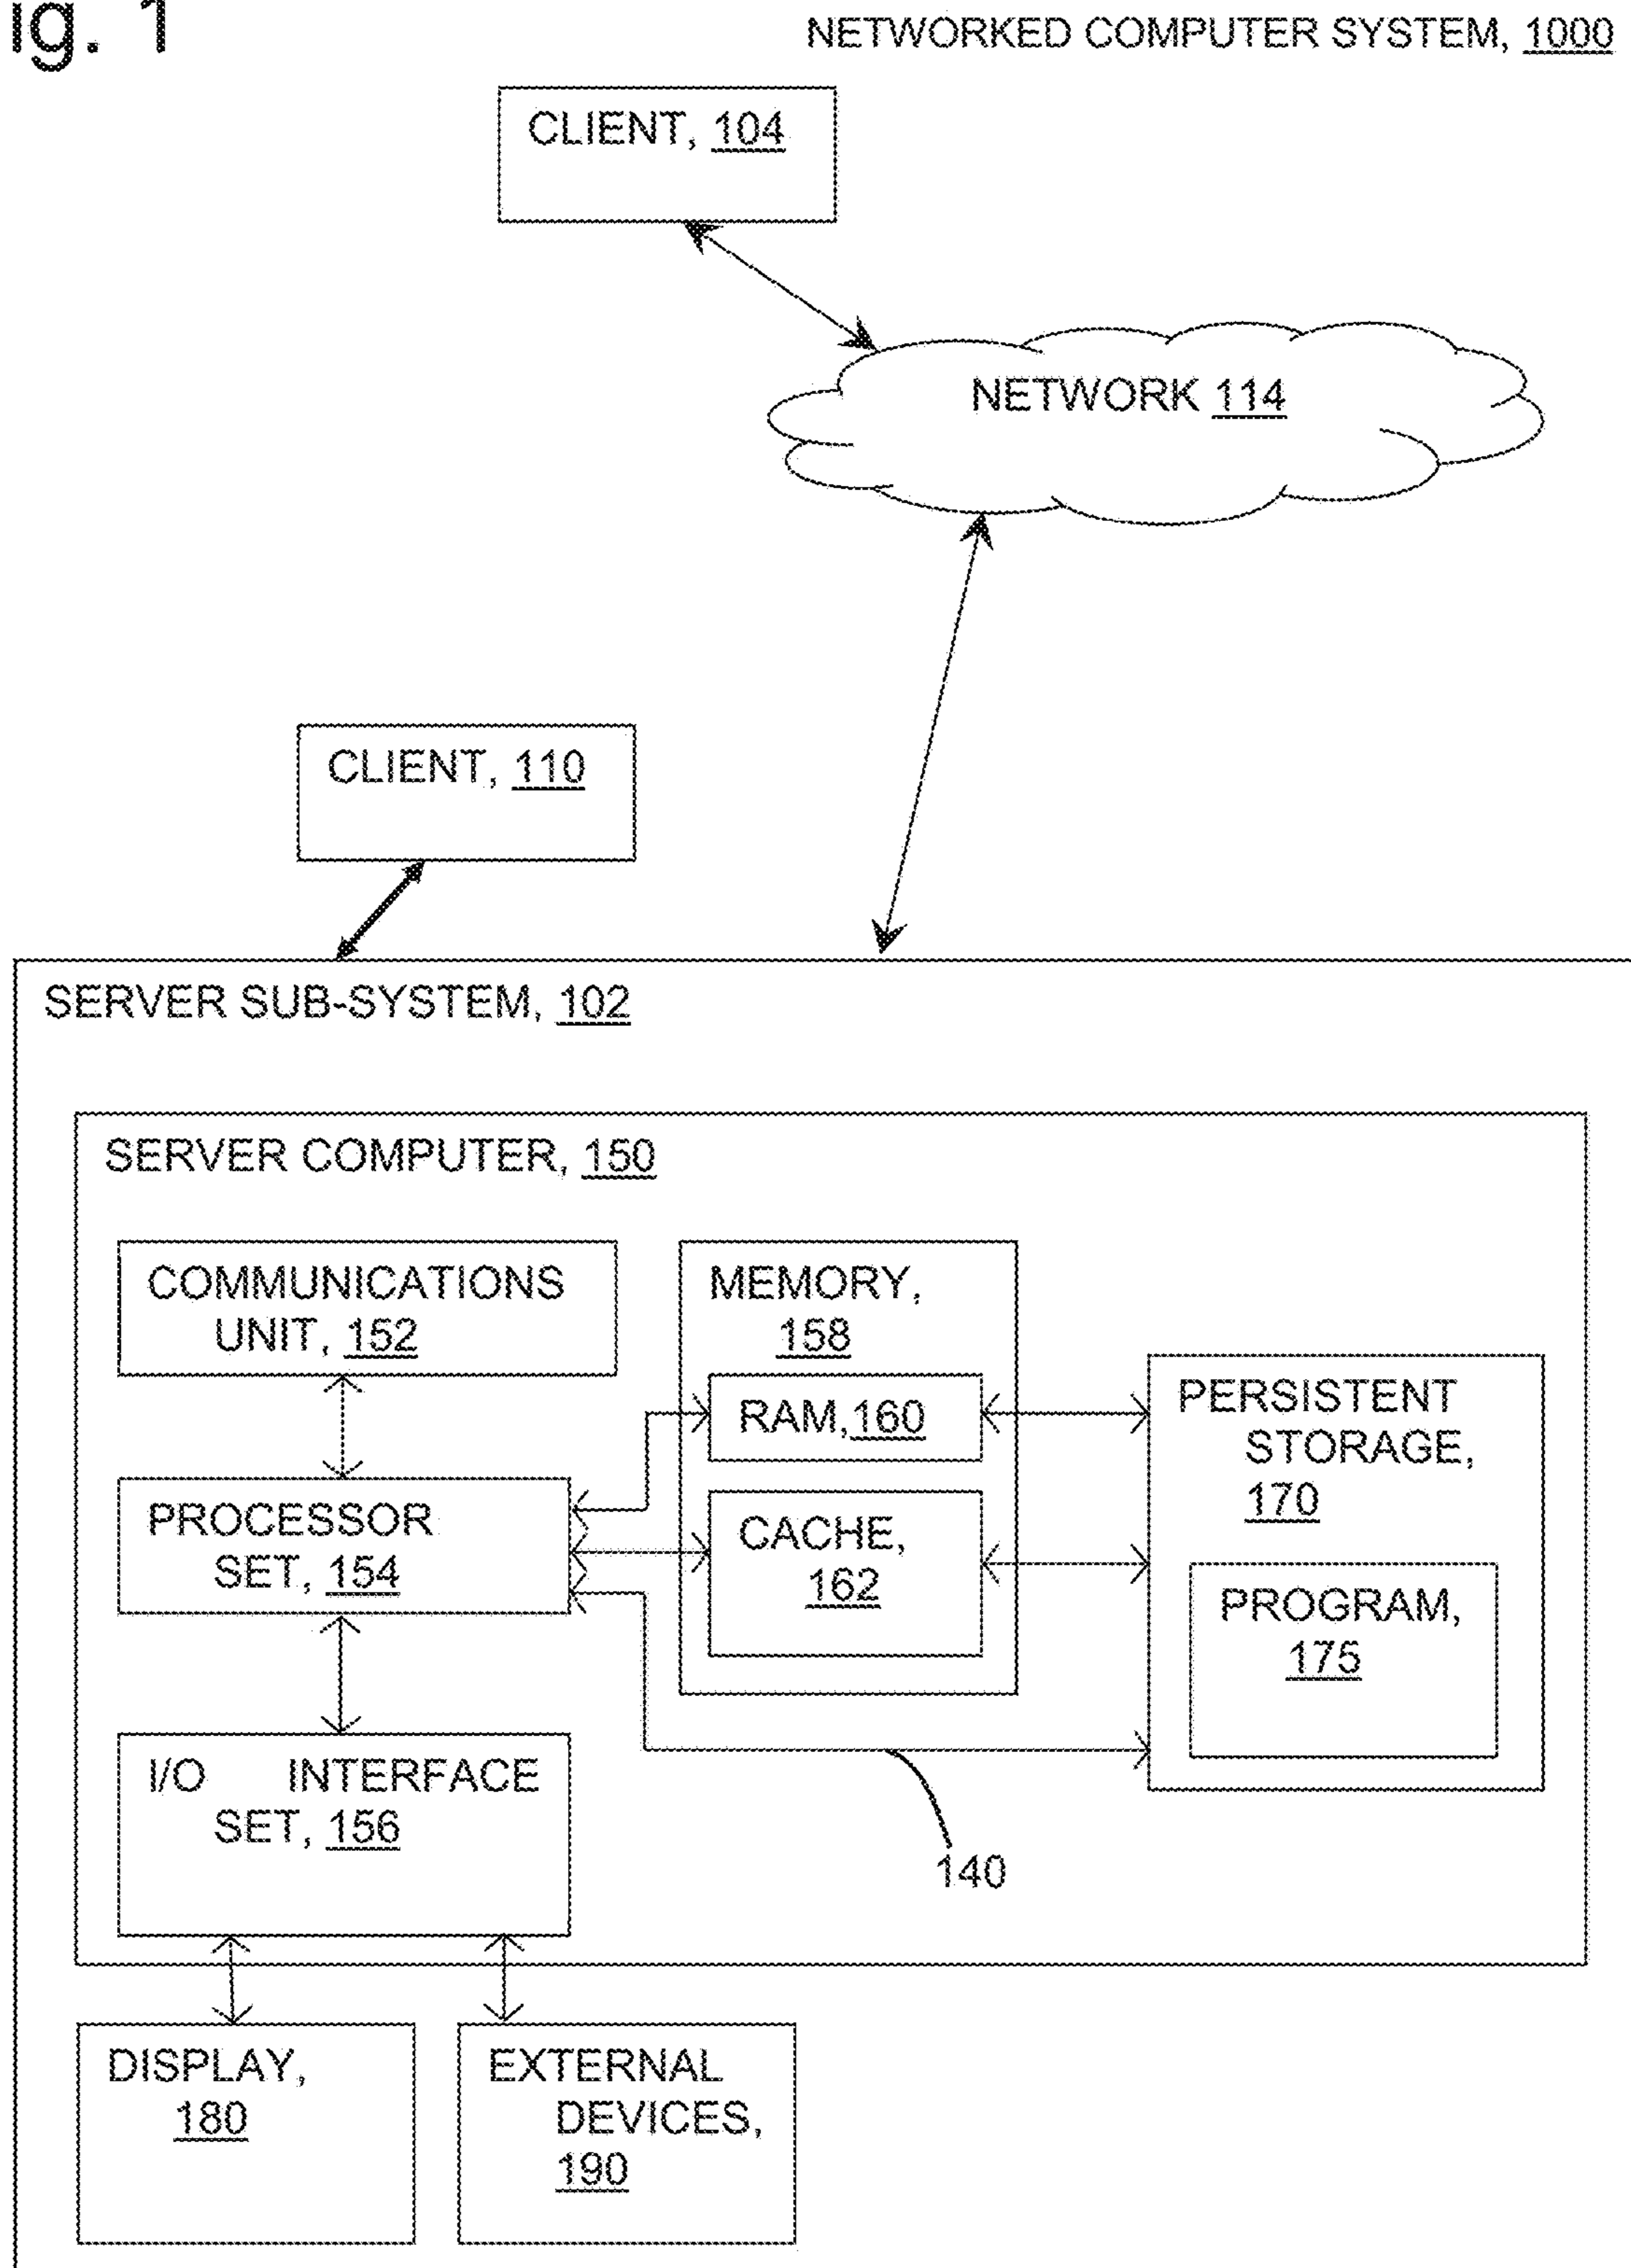 ig. 1
NETWORKED COMPUTER SYSTEM, 1000
CLIENT, 104
NETWORK 114
CLIENT, 110
SERVER SUB-SYSTEM, 102
SERVER COMPUTER, 150
COMMUNICATIONS
UNIT, 152
MEMORY,
158
RAM,160
PERSISTENT
STORAGE,
170
PROCESSOR
SET, 154
CACHE,
162
PROGRAM,
175
I/O INTERFACE
SET, 156
140
DISPLAY,
180
EXTERNAL
DEVICES,
190